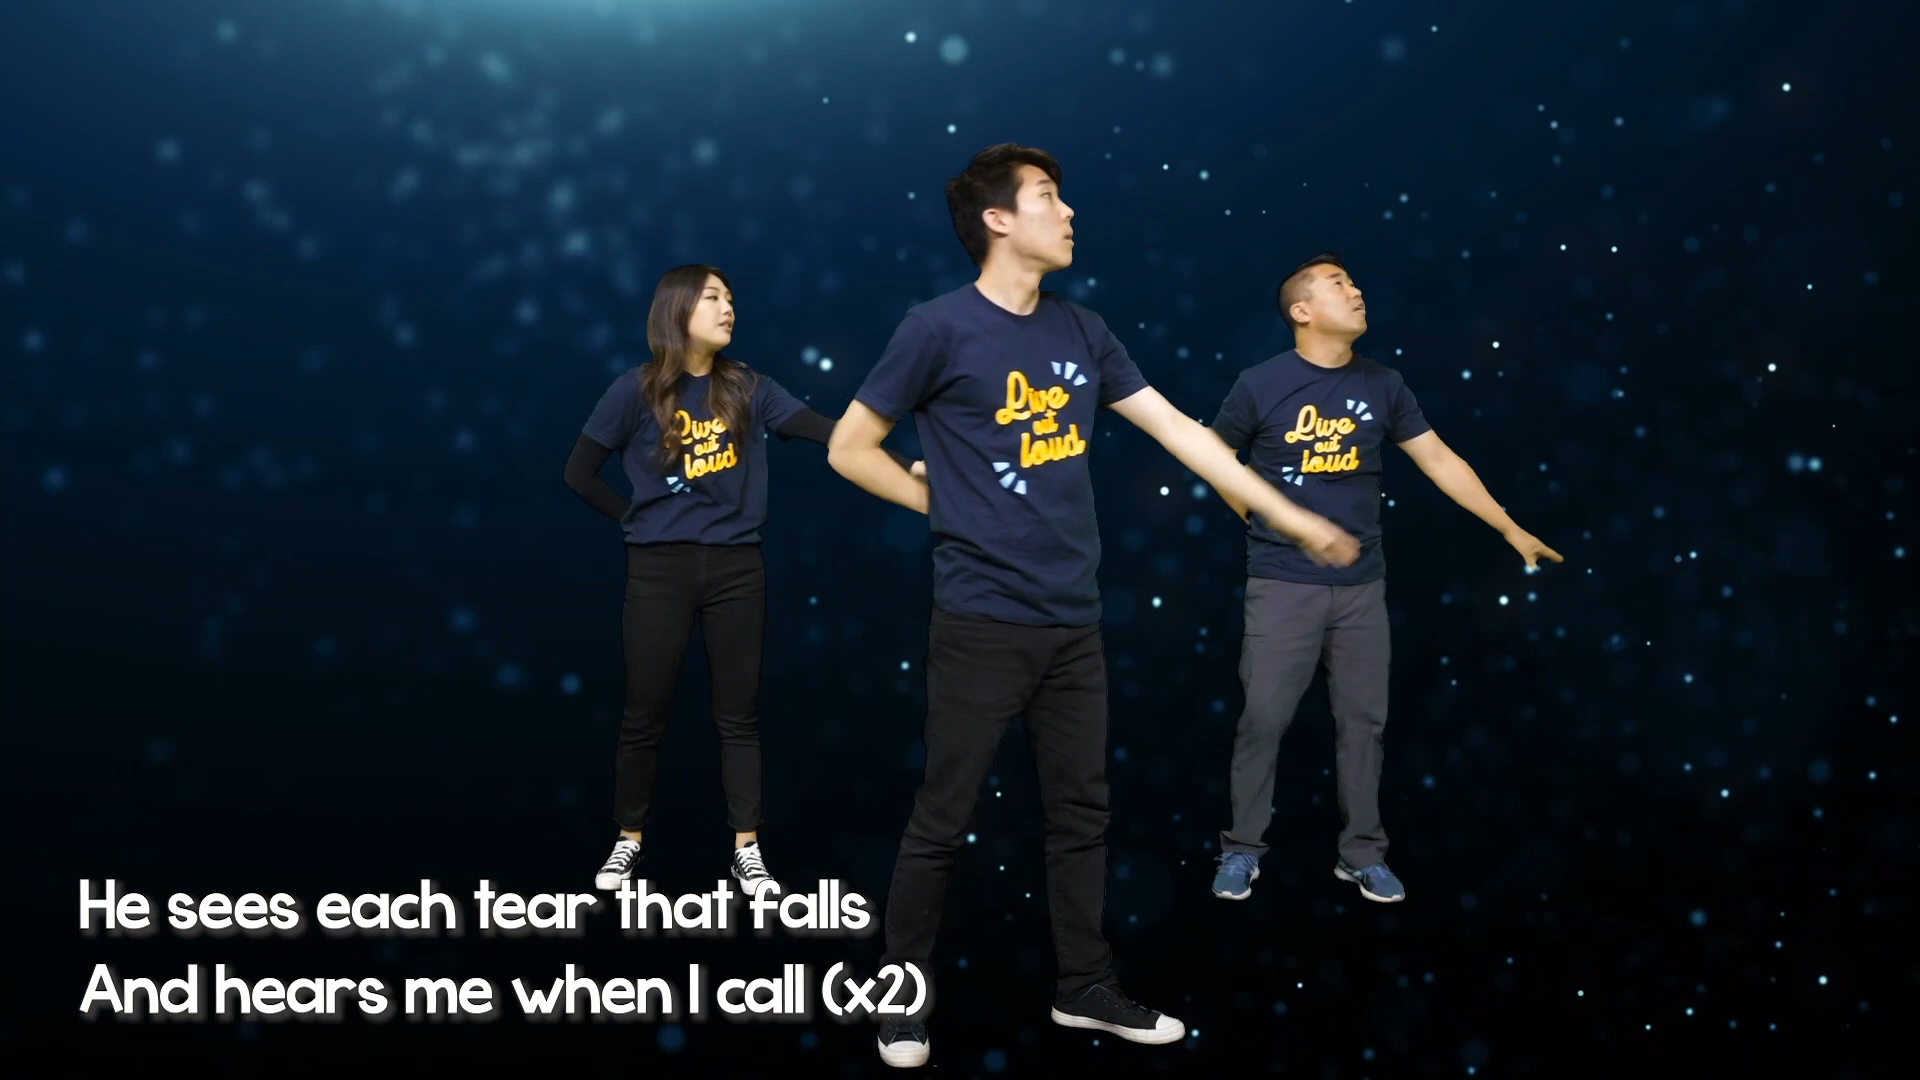 Live
out
loud
Live
out
loud
Live
out
loud
He sees each tear that falls
And hears me when I call (x2)